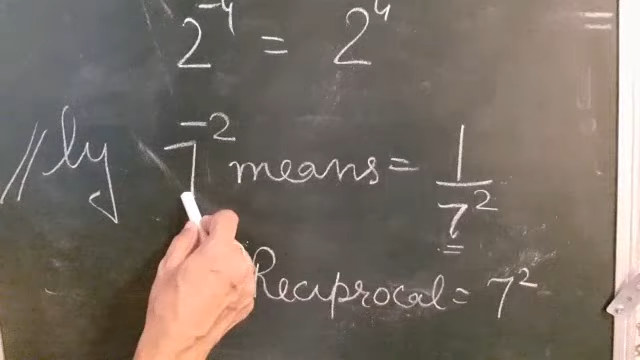 2⁻⁴ = 2⁴
//ly 7⁻² means = 1/7²
Reciprocal = 7²